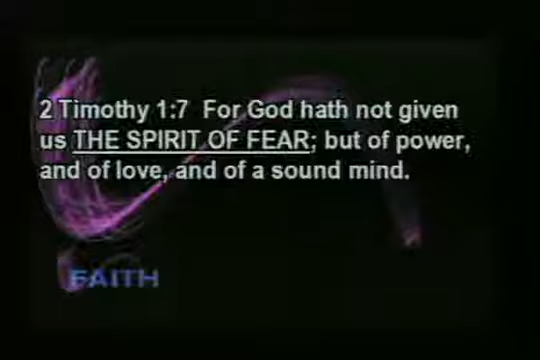 2 Timothy 1:7 For God hath not given
us THE SPIRIT OF FEAR; but of power,
and of love, and of a sound mind.
FAITH